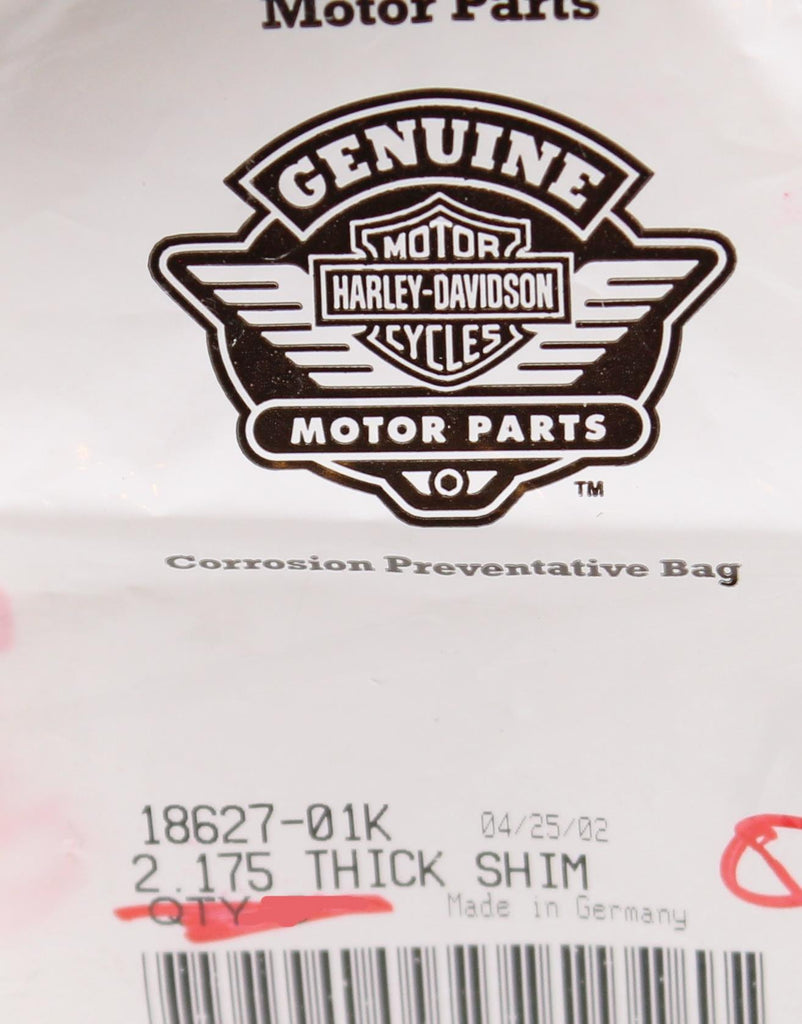 Motor Parts
GENUINE
MOTOR
HARLEY-DAVIDSON
CYCLES
MOTOR PARTS
TM
Corrosion Preventative Bag
18627-01K 04/25/02
2.175 THICK SHIM
QTY Made in Germany